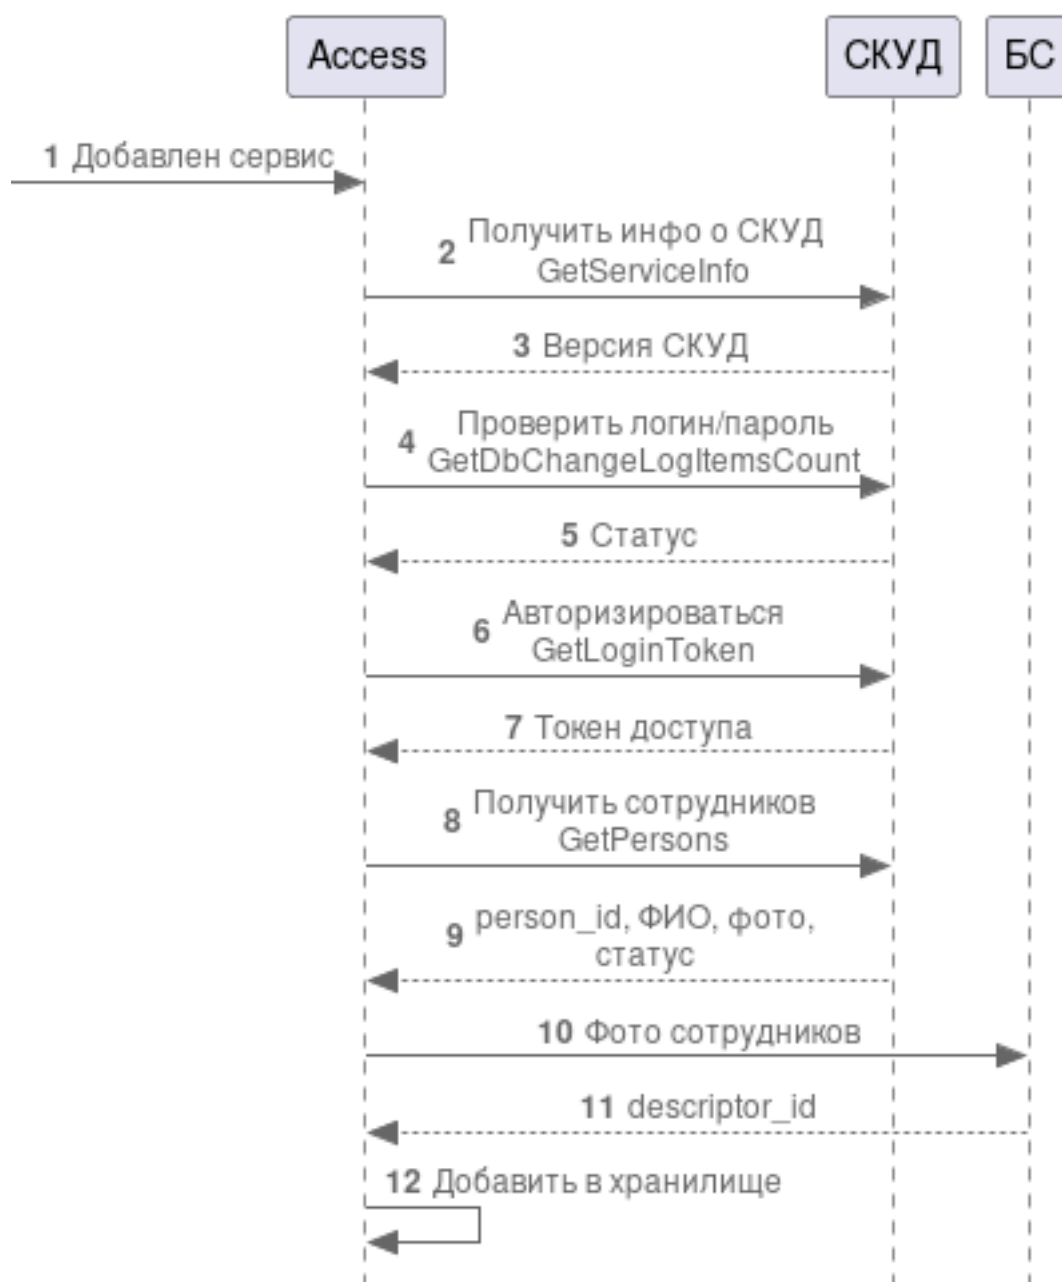 Access СКУД БС
1 Добавлен сервис
2 Получить инфо о СКУД
GetServiceInfo
3 Версия СКУД
4 Проверить логин/пароль
GetDbChangeLogItemsCount
5 Статус
6 Авторизироваться
GetLoginToken
7 Токен доступа
8 Получить сотрудников
GetPersons
9 person_id, ФИО, фото,
статус
10 Фото сотрудников
11 descriptor_id
12 Добавить в хранилище